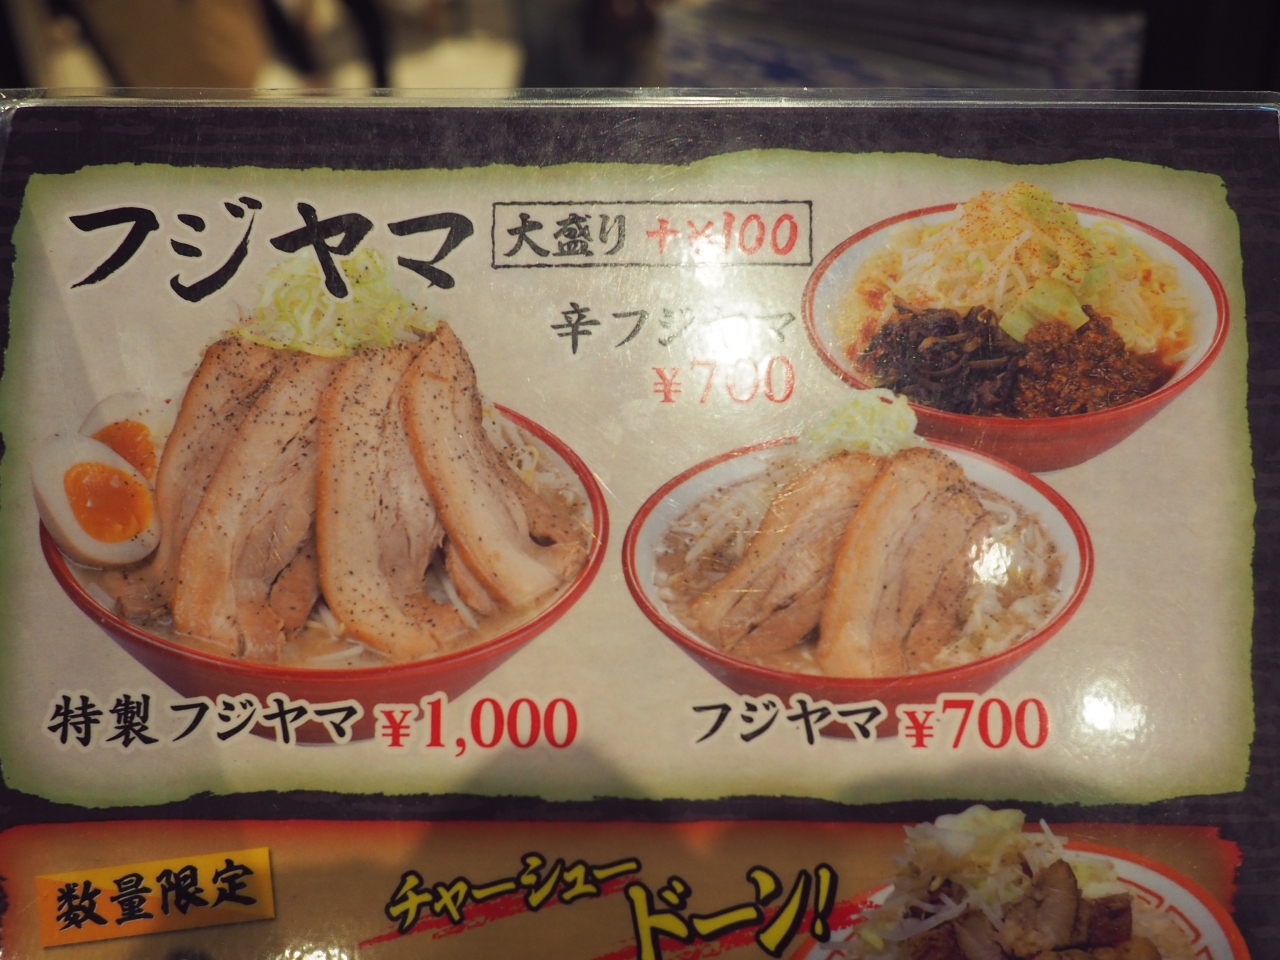 フジヤマ
大盛り +¥100
辛フジヤマ
¥700
特製フジヤマ ¥1,000
フジヤマ ¥700
数量限定
チャーシュー
ドーン!